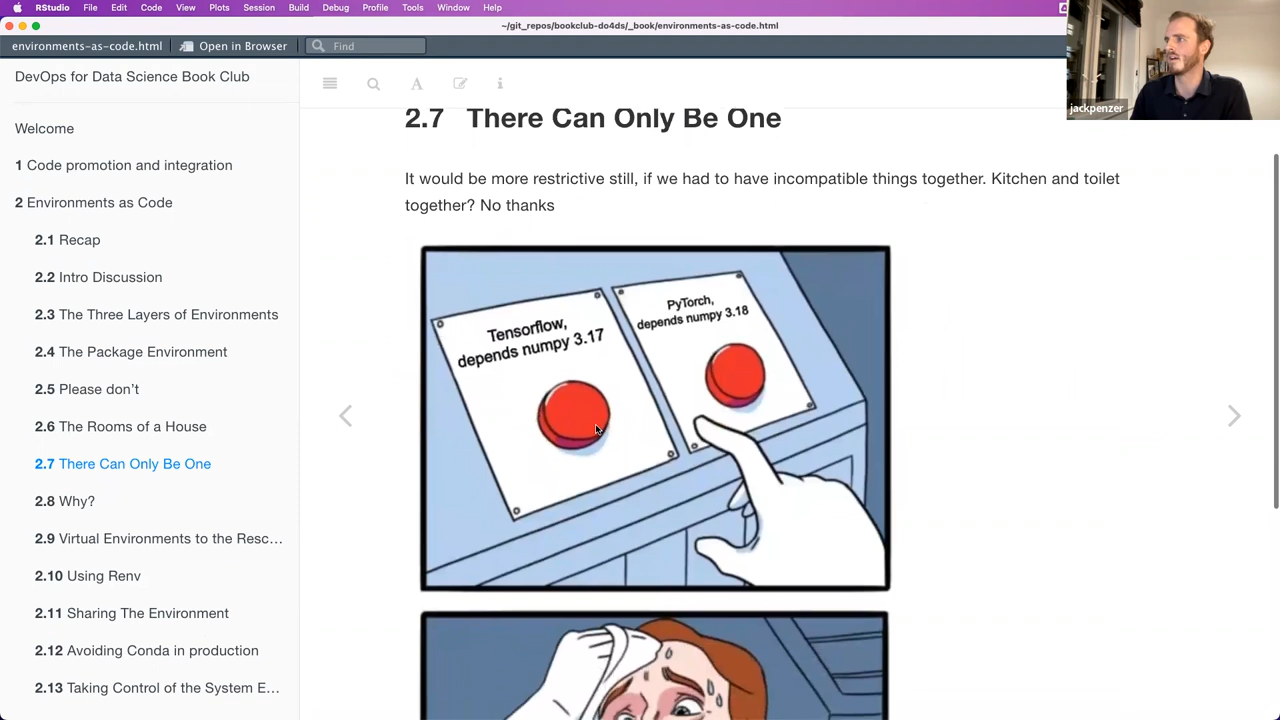 RStudio File Edit Code View Plots Session Build Debug Profile Tools Window Help
~/git_repos/bookclub-do4ds/_book/environments-as-code.html
environments-as-code.html Open in Browser Find
jackpenzer
DevOps for Data Science Book Club
Welcome
1 Code promotion and integration
2 Environments as Code
2.1 Recap
2.2 Intro Discussion
2.3 The Three Layers of Environments
2.4 The Package Environment
2.5 Please don't
2.6 The Rooms of a House
2.7 There Can Only Be One
2.8 Why?
2.9 Virtual Environments to the Resc…
2.10 Using Renv
2.11 Sharing The Environment
2.12 Avoiding Conda in production
2.13 Taking Control of the System E…
2.7 There Can Only Be One
It would be more restrictive still, if we had to have incompatible things together. Kitchen and toilet
together? No thanks
Tensorflow,
depends numpy 3.17
PyTorch,
depends numpy 3.18